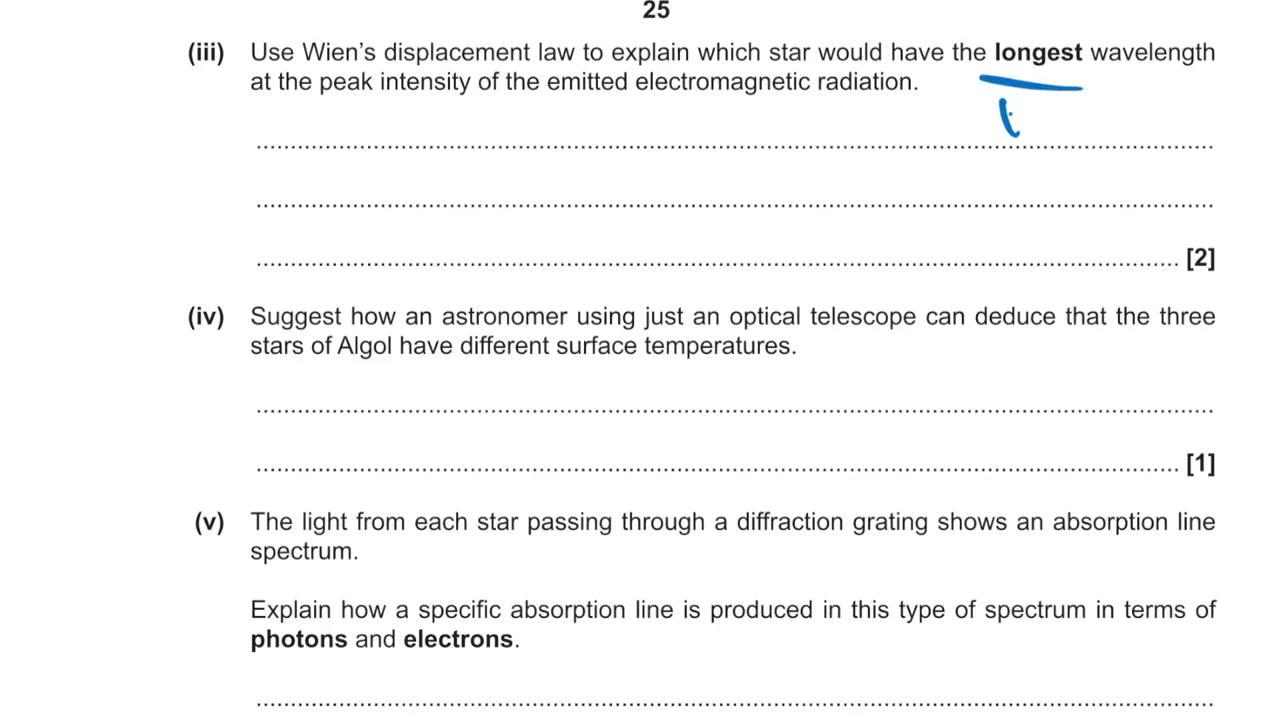 25
(iii) Use Wien's displacement law to explain which star would have the longest wavelength
at the peak intensity of the emitted electromagnetic radiation.
[2]
(iv) Suggest how an astronomer using just an optical telescope can deduce that the three
stars of Algol have different surface temperatures.
[1]
(v) The light from each star passing through a diffraction grating shows an absorption line
spectrum.
Explain how a specific absorption line is produced in this type of spectrum in terms of
photons and electrons.